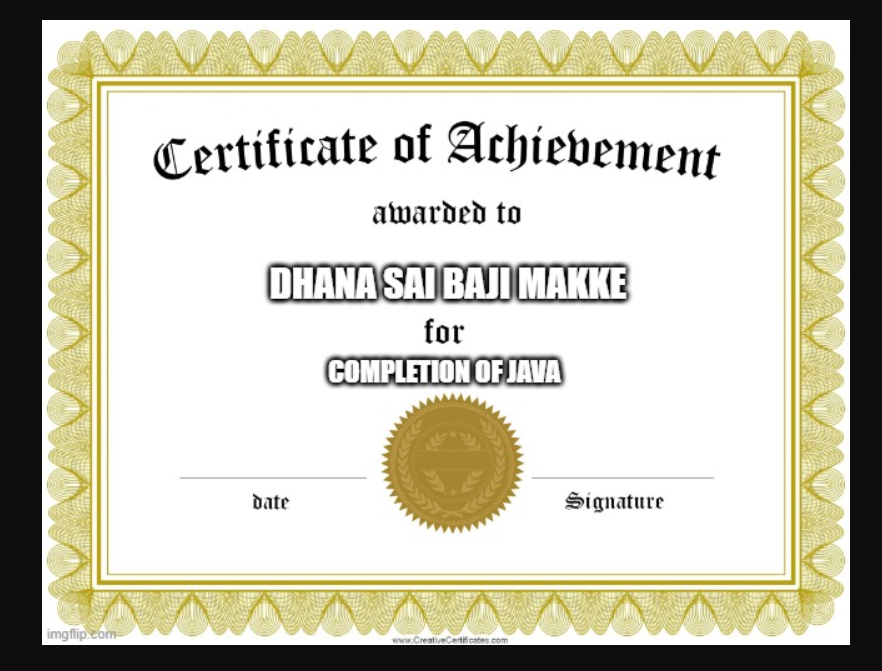 Certificate of Achievement
awarded to
DHANA SAI BAJI MAKKE
for
COMPLETION OF JAVA
date
Signature
imgflip.com
www.CreativeCertificates.com